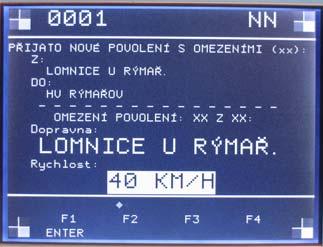 0001 NN
PŘIJATO NOVÉ POVOLENÍ S OMEZENÍMI (xx):
Z:
LOMNICE U RÝMAŘ.
DO:
HV RÝMAŘOV
OMEZENÍ POVOLENÍ: XX Z XX:
Dopravna:
LOMNICE U RÝMAŘ.
Rychlost:
40 KM/H
F1 F2 F3 F4
ENTER